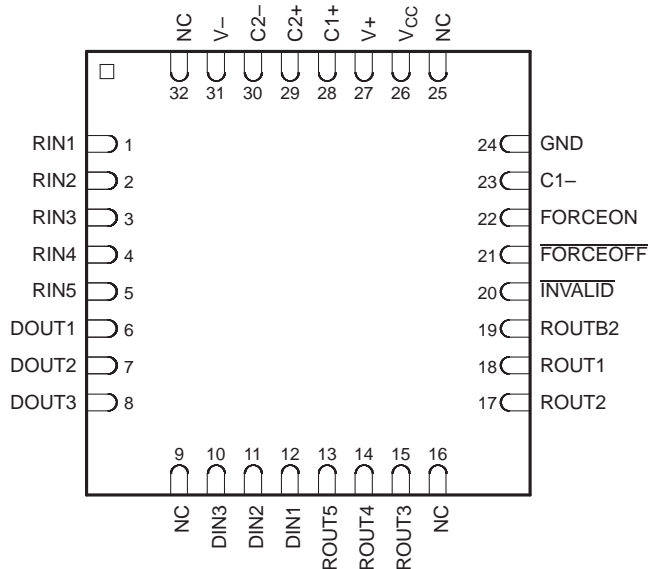 NC V– C2– C2+ C1+ V+ VCC NC
32 31 30 29 28 27 26 25
RIN1 1 24 GND
RIN2 2 23 C1–
RIN3 3 22 FORCEON
RIN4 4 21 FORCEOFF
RIN5 5 20 INVALID
DOUT1 6 19 ROUTB2
DOUT2 7 18 ROUT1
DOUT3 8 17 ROUT2
9 10 11 12 13 14 15 16
NC DIN3 DIN2 DIN1 ROUT5 ROUT4 ROUT3 NC